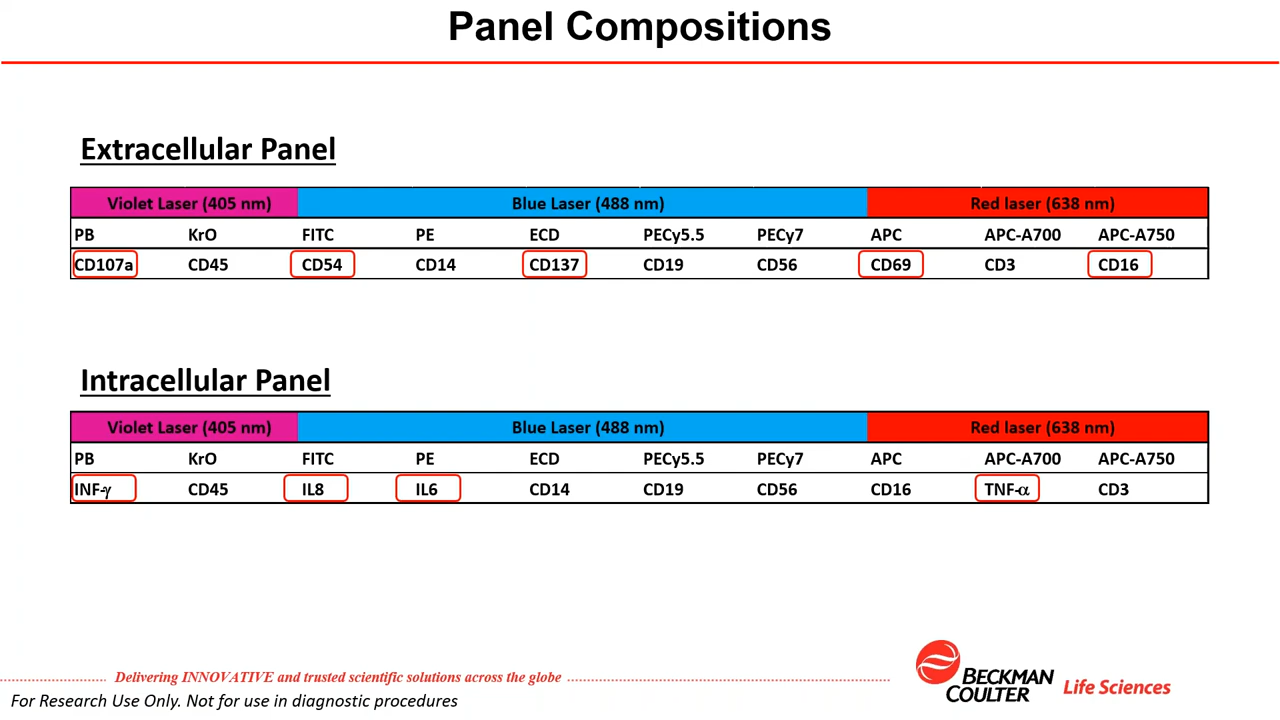 Panel Compositions
Extracellular Panel
Violet Laser (405 nm) Blue Laser (488 nm) Red laser (638 nm)
PB KrO FITC PE ECD PECy5.5 PECy7 APC APC-A700 APC-A750
CD107a CD45 CD54 CD14 CD137 CD19 CD56 CD69 CD3 CD16
Intracellular Panel
Violet Laser (405 nm) Blue Laser (488 nm) Red laser (638 nm)
PB KrO FITC PE ECD PECy5.5 PECy7 APC APC-A700 APC-A750
INF-γ CD45 IL8 IL6 CD14 CD19 CD56 CD16 TNF-α CD3
Delivering INNOVATIVE and trusted scientific solutions across the globe
For Research Use Only. Not for use in diagnostic procedures
BECKMAN
COULTER Life Sciences